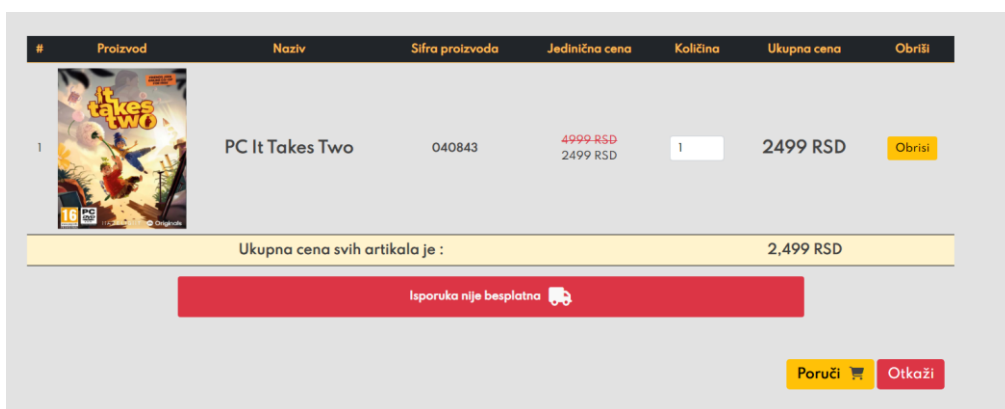 # Proizvod Naziv Sifra proizvoda Jedinična cena Količina Ukupna cena Obriši
it
takes
two
16 PC
Originals
1 PC It Takes Two 040843 4999 RSD 1 2499 RSD Obrisi
2499 RSD
Ukupna cena svih artikala je : 2,499 RSD
Isporuka nije besplatna
Poruči Otkaži